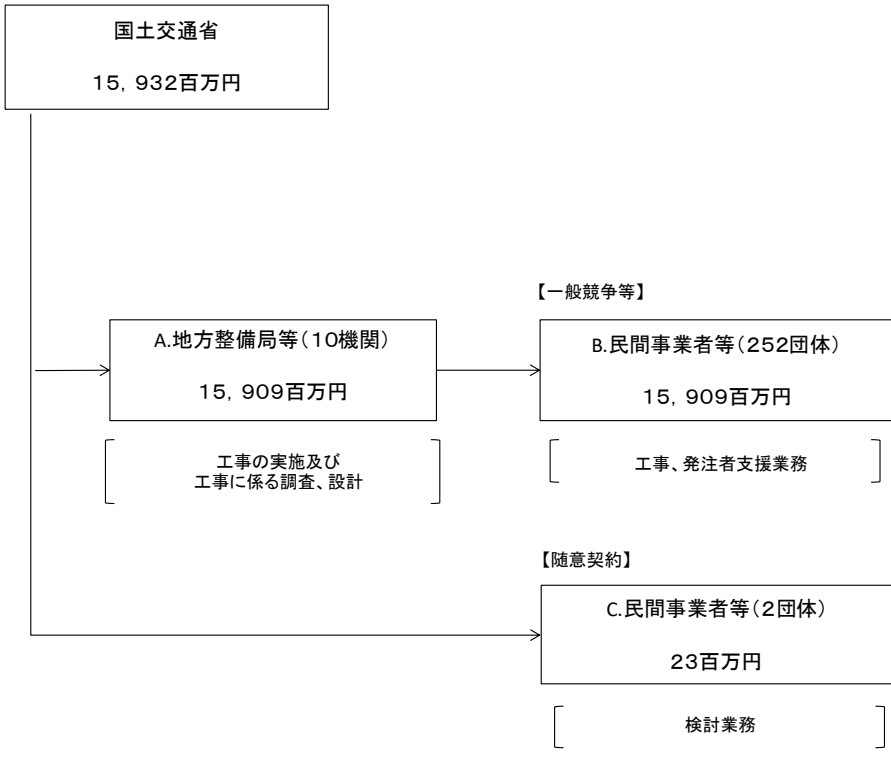 国土交通省
15，932百万円
【一般競争等】
A.地方整備局等（10機関）
15，909百万円
B.民間事業者等（252団体）
15，909百万円
工事の実施及び
工事に係る調査、設計
工事、発注者支援業務
【随意契約】
C.民間事業者等（2団体）
23百万円
検討業務